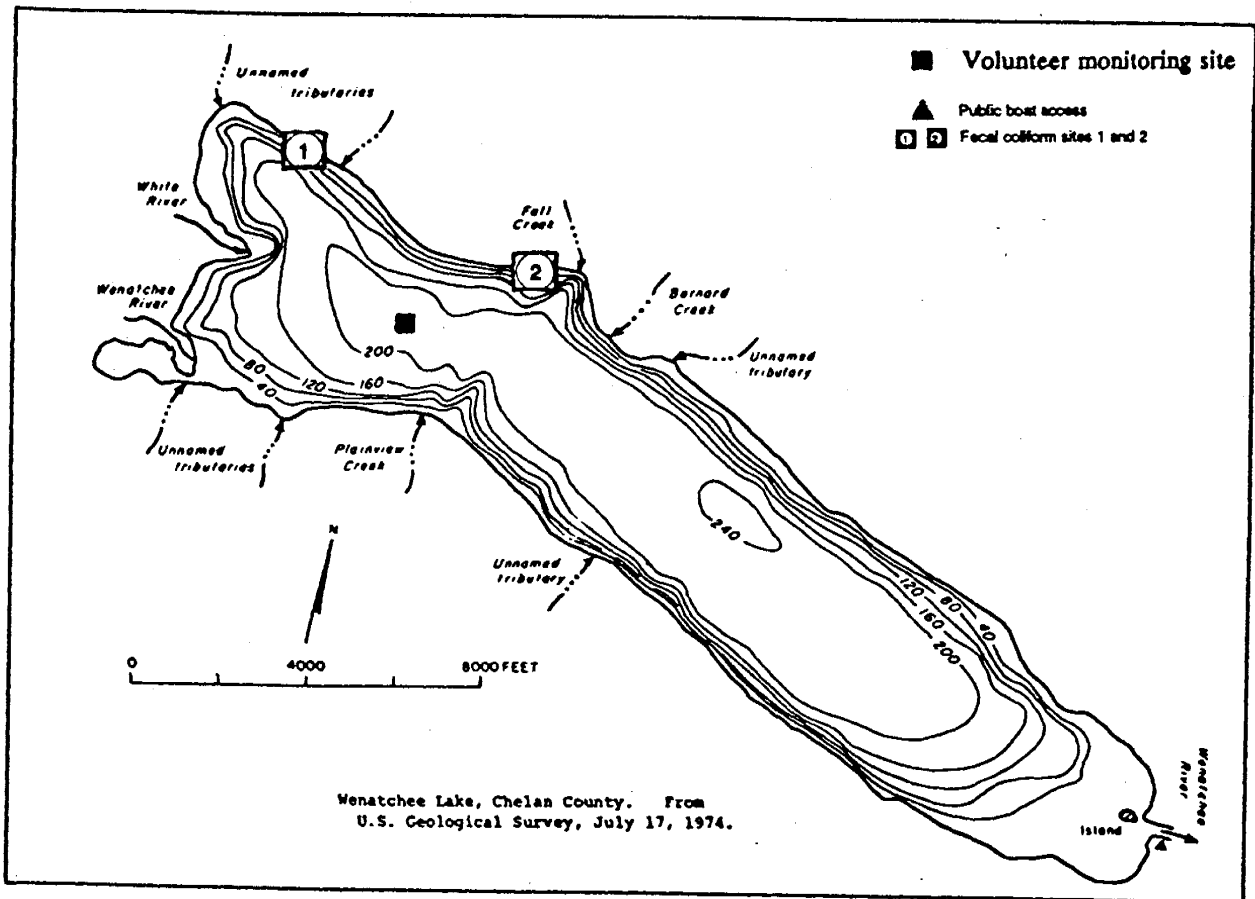 Volunteer monitoring site
Public boat access
1 2 Fecal coliform sites 1 and 2
Unnamed
tributaries
1
White
River
Fall
Creek
2
Wenatchee
River
Barnard
Creek
Unnamed
tributary
200
80
40
120
160
Unnamed
tributaries
Plainview
Creek
240
N
Unnamed
tributary
120
80
40
160
200
0 4000 8000 FEET
Wenatchee
River
Island
Wenatchee Lake, Chelan County. From
U.S. Geological Survey, July 17, 1974.